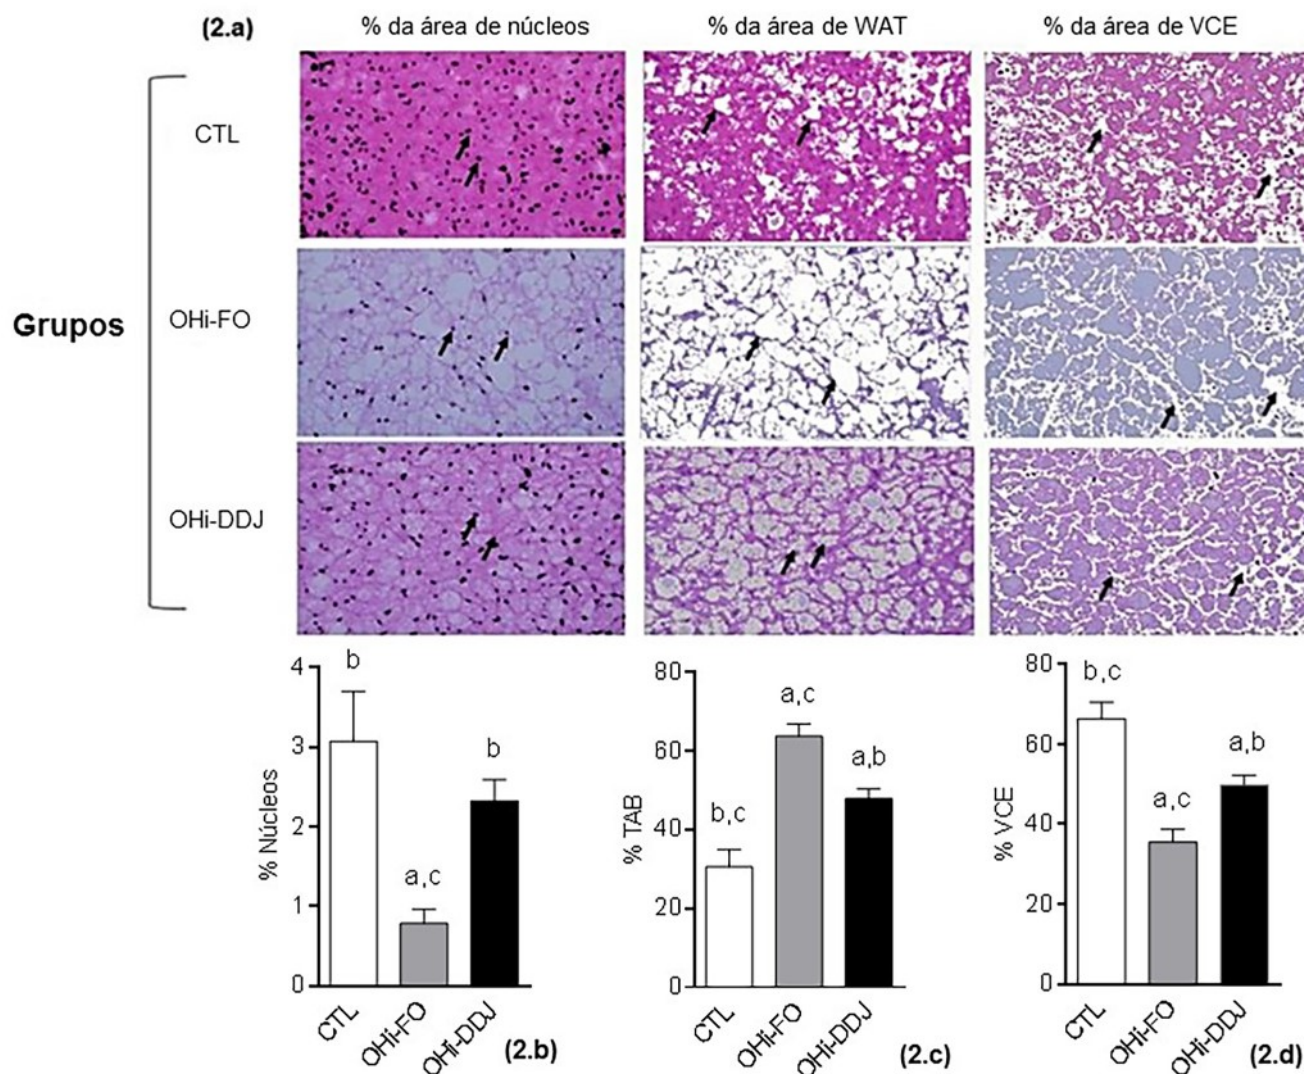 (2.a)
% da área de núcleos
% da área de WAT
% da área de VCE
Grupos
CTL
OHi-FO
OHi-DDJ
% Núcleos
4
3
2
1
0
b
a,c
b
CTL
OHi-FO
OHi-DDJ
(2.b)
% TAB
80
60
40
20
0
b,c
a,c
a,b
CTL
OHi-FO
OHi-DDJ
(2.c)
% VCE
80
60
40
20
0
b,c
a,c
a,b
CTL
OHi-FO
OHi-DDJ
(2.d)